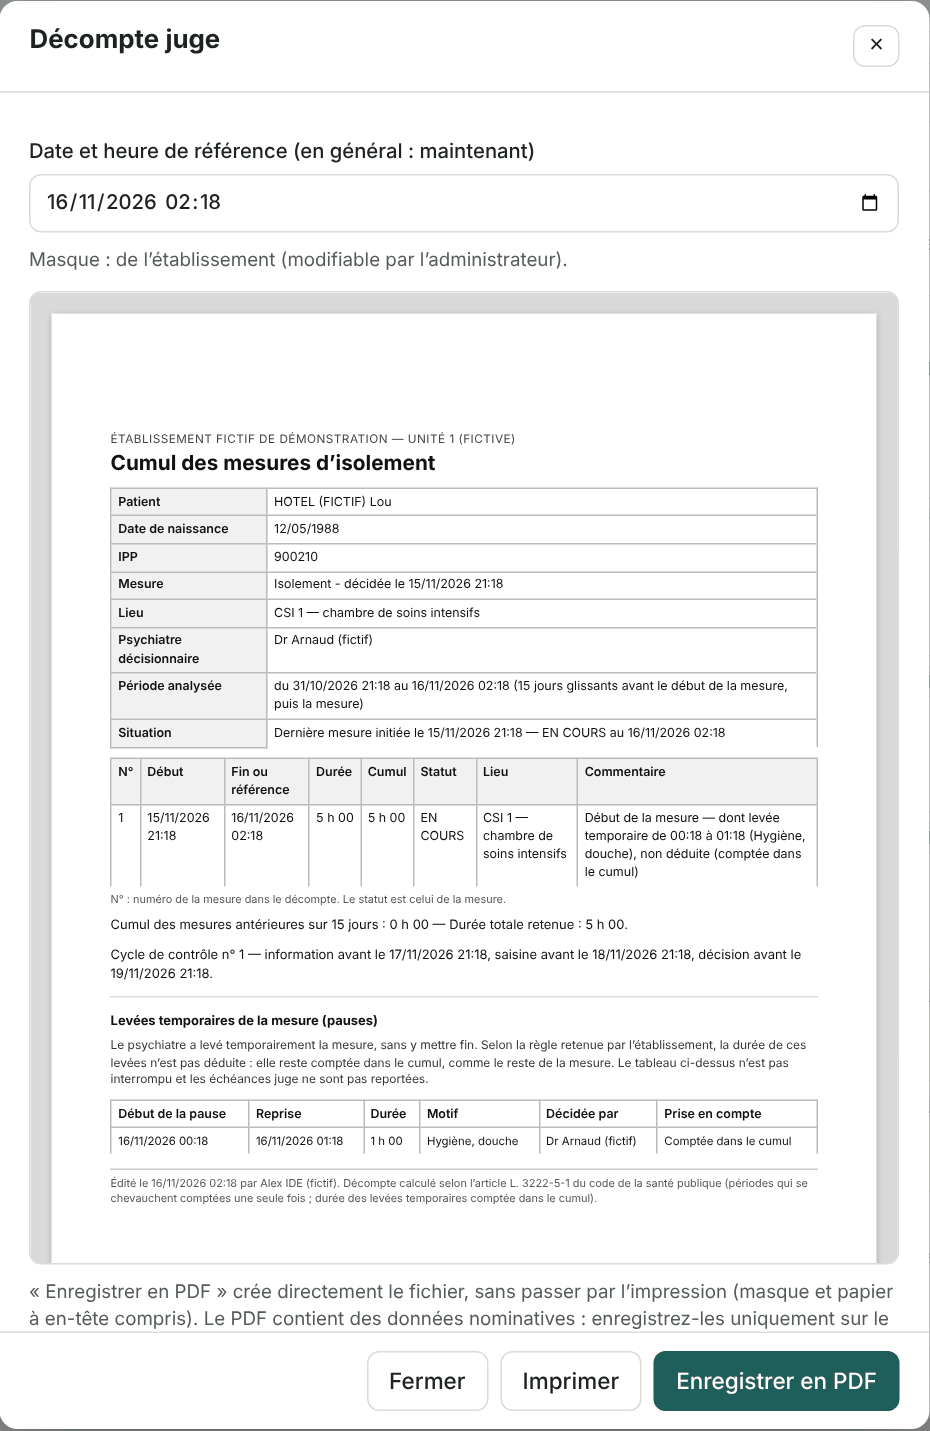 Décompte juge
×
Date et heure de référence (en général : maintenant)
16/11/2026 02:18
Masque : de l’établissement (modifiable par l’administrateur).
ÉTABLISSEMENT FICTIF DE DÉMONSTRATION — UNITÉ 1 (FICTIVE)
Cumul des mesures d’isolement
Patient HOTEL (FICTIF) Lou
Date de naissance 12/05/1988
IPP 900210
Mesure Isolement - décidée le 15/11/2026 21:18
Lieu CSI 1 — chambre de soins intensifs
Psychiatre Dr Arnaud (fictif)
décisionnaire
Période analysée du 31/10/2026 21:18 au 16/11/2026 02:18 (15 jours glissants avant le début de la mesure,
puis la mesure)
Situation Dernière mesure initiée le 15/11/2026 21:18 — EN COURS au 16/11/2026 02:18
N° Début Fin ou Durée Cumul Statut Lieu Commentaire
référence
1 15/11/2026 16/11/2026 5 h 00 5 h 00 EN CSI 1 — Début de la mesure — dont levée
21:18 02:18 COURS chambre de temporaire de 00:18 à 01:18 (Hygiène,
soins intensifs douche), non déduite (comptée dans
le cumul)
N° : numéro de la mesure dans le décompte. Le statut est celui de la mesure.
Cumul des mesures antérieures sur 15 jours : 0 h 00 — Durée totale retenue : 5 h 00.
Cycle de contrôle n° 1 — information avant le 17/11/2026 21:18, saisine avant le 18/11/2026 21:18, décision avant le
19/11/2026 21:18.
Levées temporaires de la mesure (pauses)
Le psychiatre a levé temporairement la mesure, sans y mettre fin. Selon la règle retenue par l’établissement, la durée de ces
levées n’est pas déduite : elle reste comptée dans le cumul, comme le reste de la mesure. Le tableau ci-dessus n’est pas
interrompu et les échéances juge ne sont pas reportées.
Début de la pause Reprise Durée Motif Décidée par Prise en compte
16/11/2026 00:18 16/11/2026 01:18 1 h 00 Hygiène, douche Dr Arnaud (fictif) Comptée dans le cumul
Édité le 16/11/2026 02:18 par Alex IDE (fictif). Décompte calculé selon l’article L. 3222-5-1 du code de la santé publique (périodes qui se
chevauchent comptées une seule fois ; durée des levées temporaires comptée dans le cumul).
« Enregistrer en PDF » crée directement le fichier, sans passer par l’impression (masque et papier
à en-tête compris). Le PDF contient des données nominatives : enregistrez-les uniquement sur le
Fermer Imprimer Enregistrer en PDF